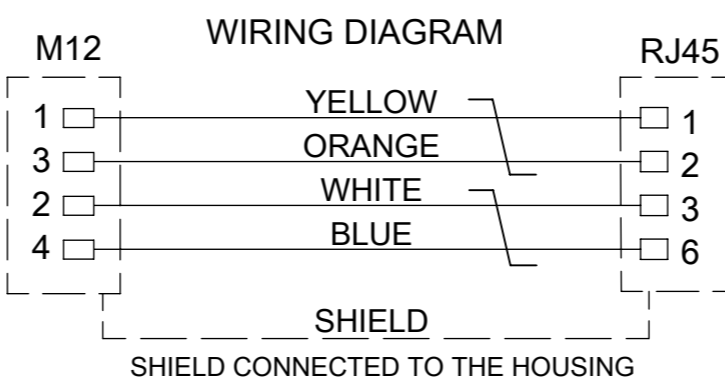 WIRING DIAGRAM
M12 RJ45
1 YELLOW 1
3 ORANGE 2
2 WHITE 3
4 BLUE 6
SHIELD
SHIELD CONNECTED TO THE HOUSING